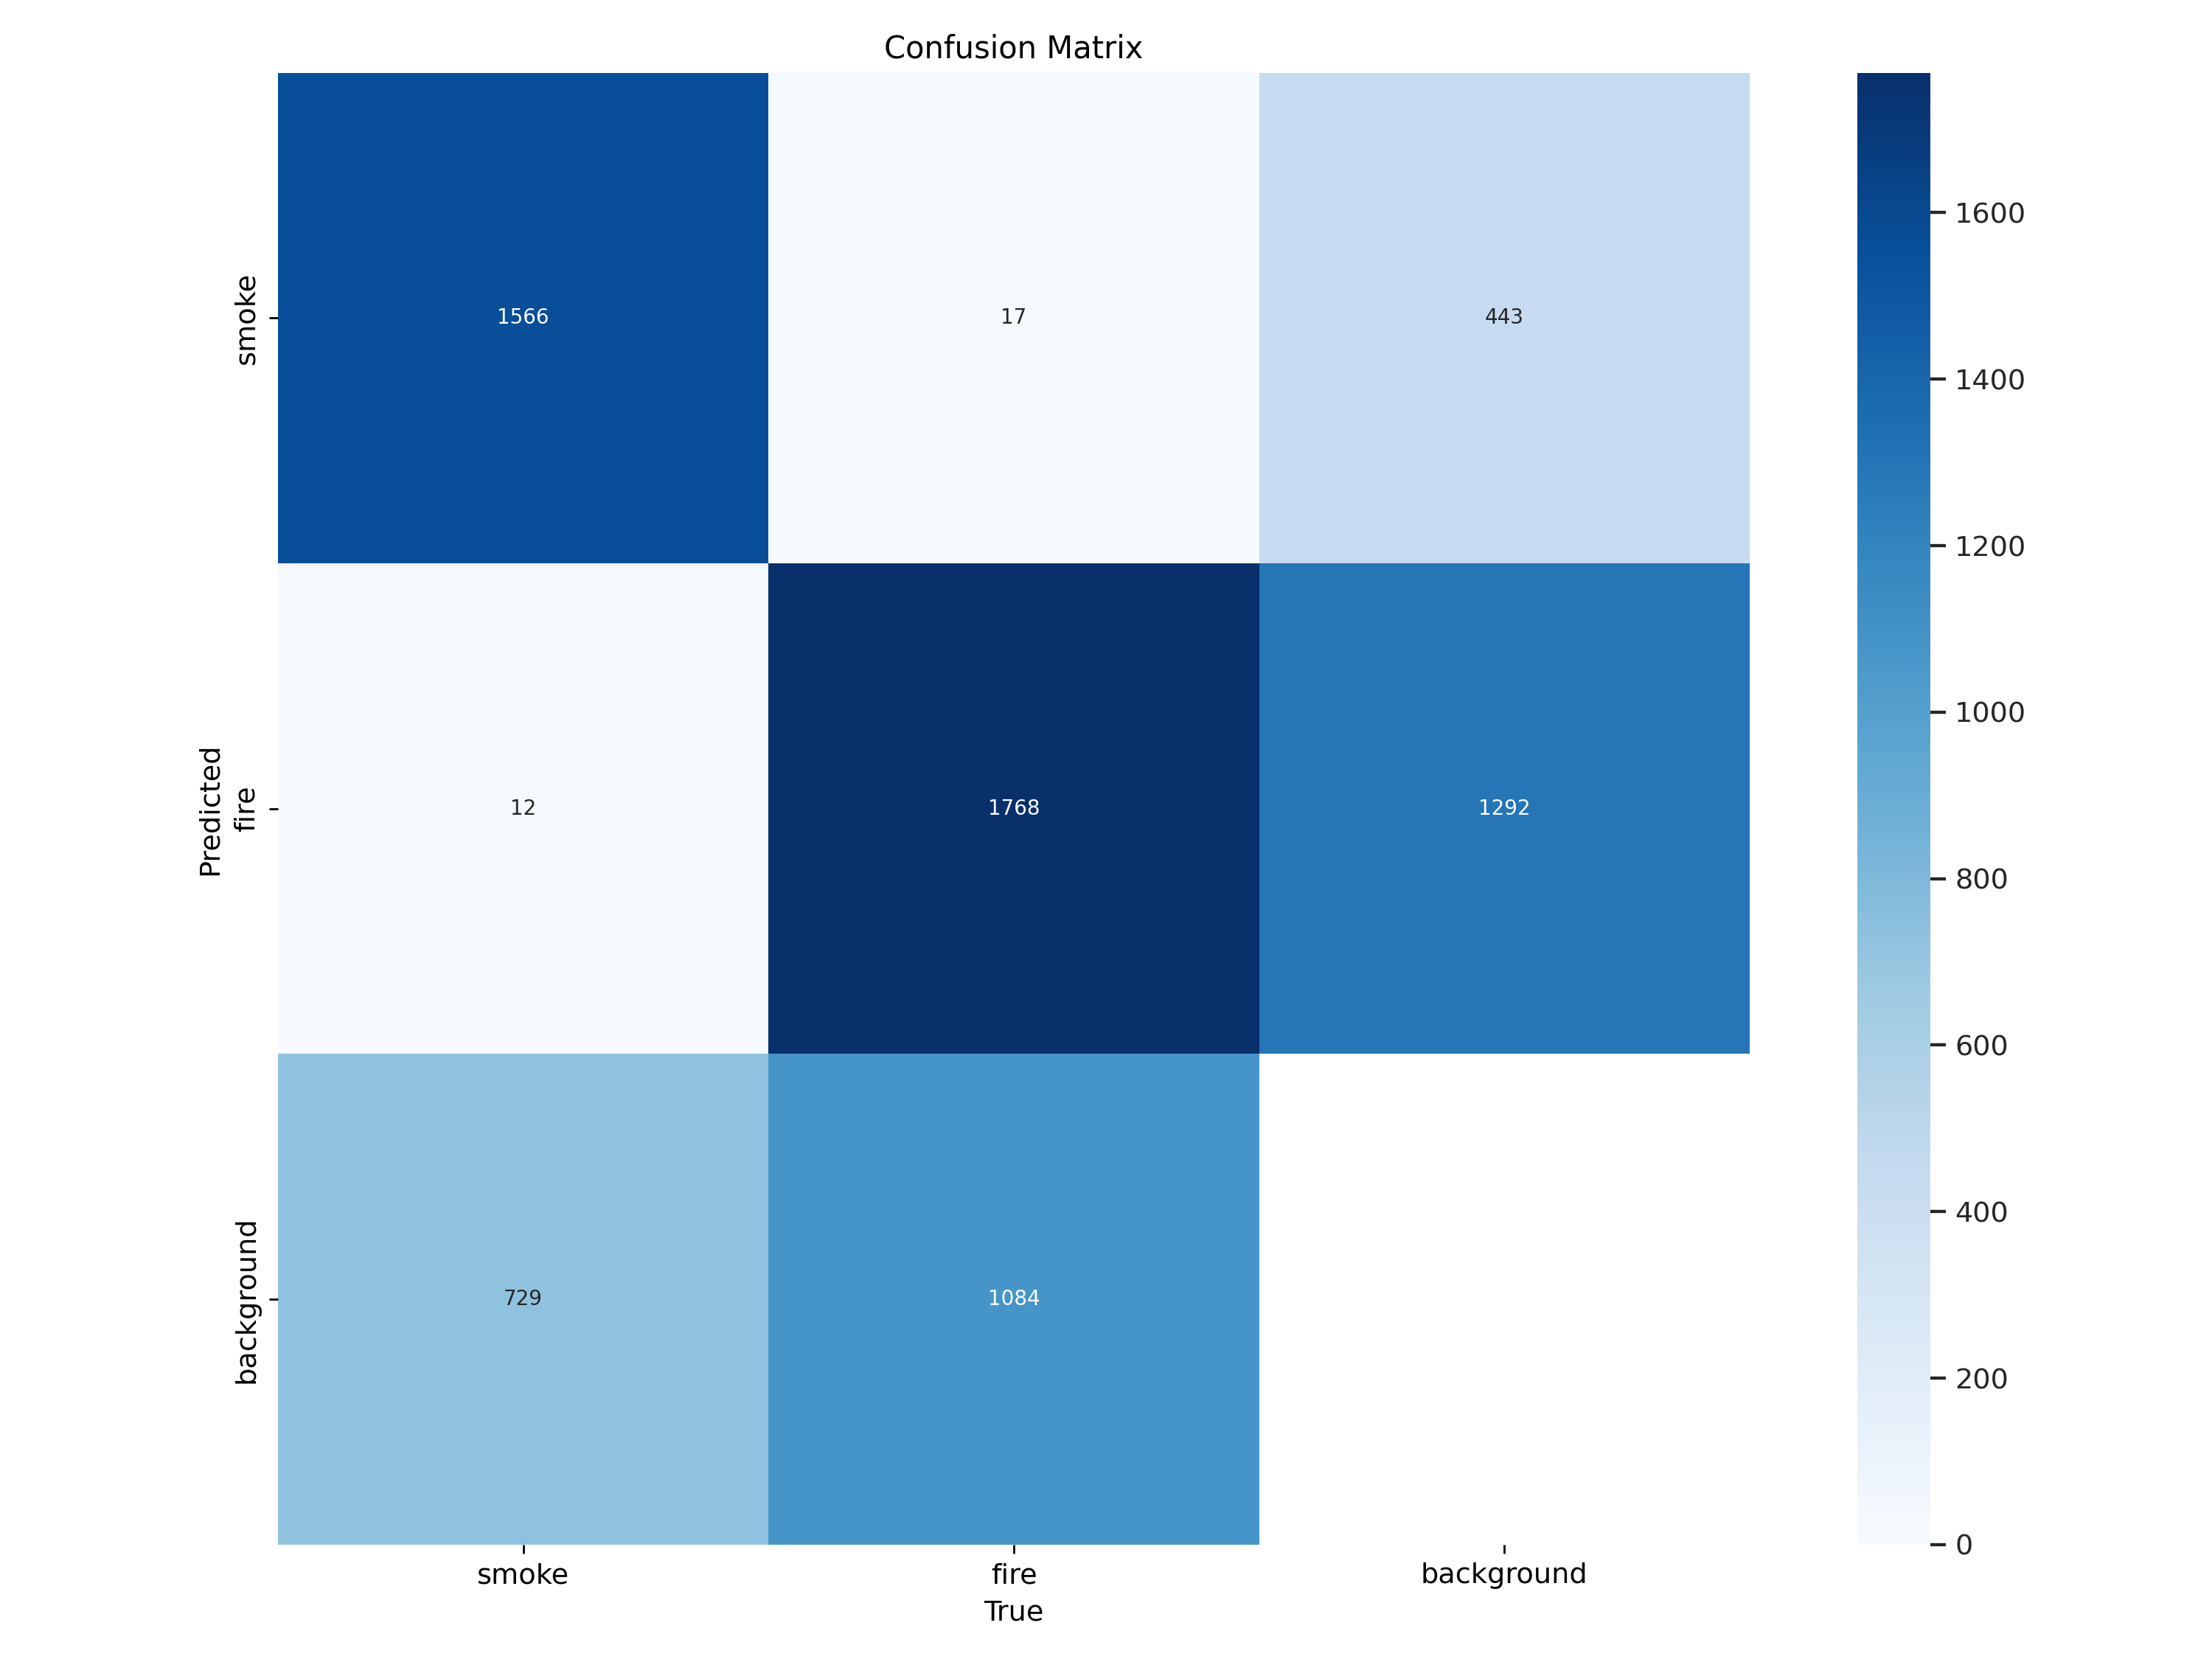 Confusion Matrix
Predicted
smoke
1566
17
443
fire
12
1768
1292
background
729
1084
smoke
fire
background
True
1600
1400
1200
1000
800
600
400
200
0